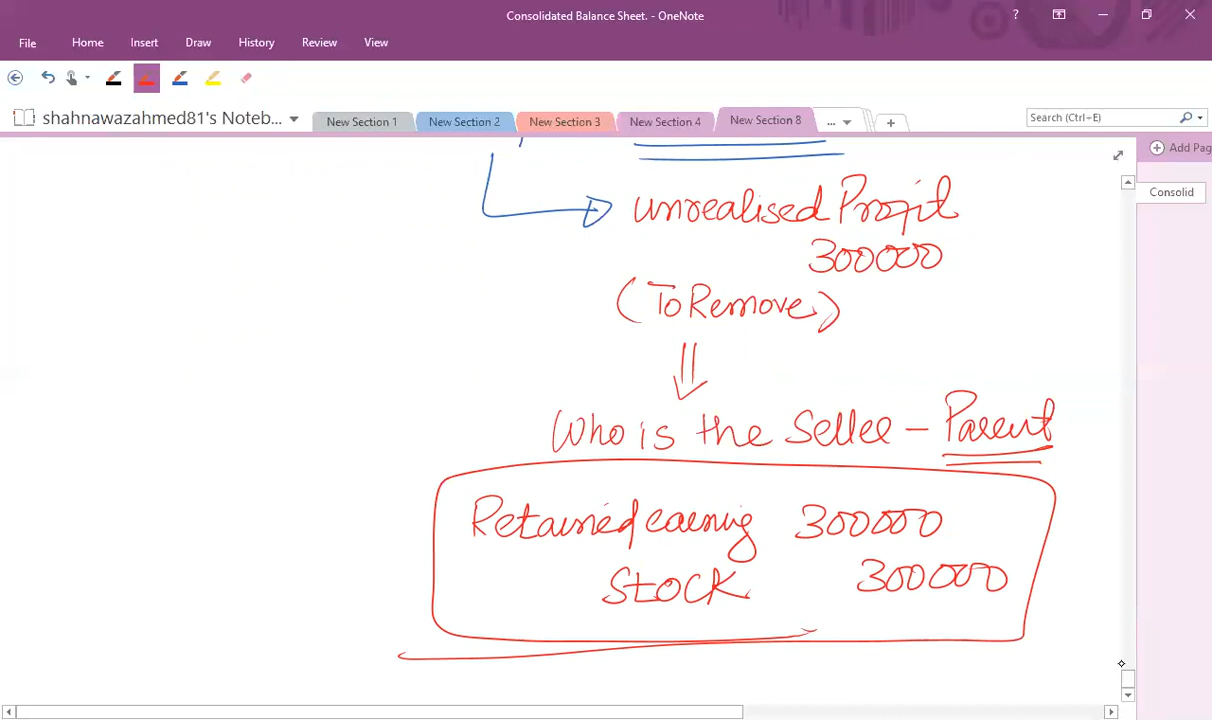 Consolidated Balance Sheet. - OneNote
?
File Home Insert Draw History Review View
shahnawazahmed81's Noteb... New Section 1 New Section 2 New Section 3 New Section 4 New Section 8 ... Search (Ctrl+E)
Add Pag
Consolid
unrealised Profit
300000
(To Remove)
Who is the Seller - Parent
Retained earning 300000
Stock 300000